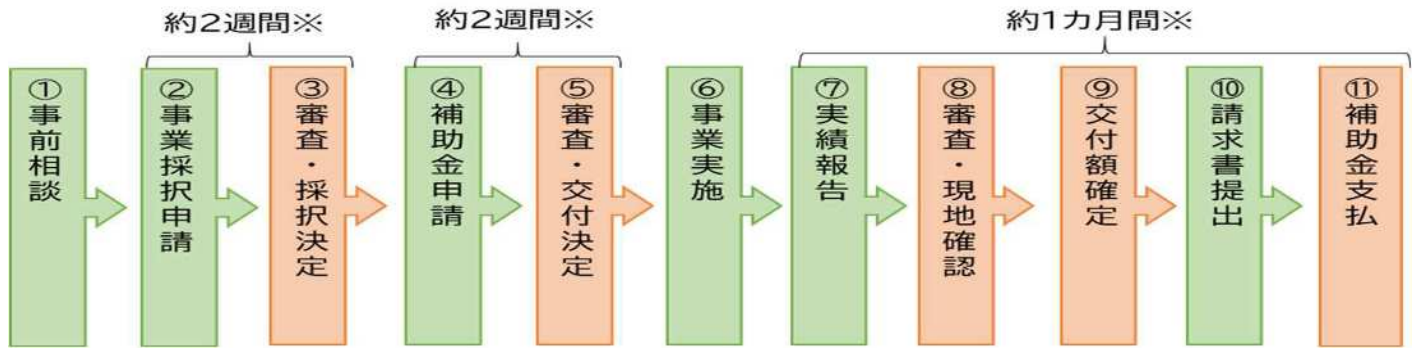 約2週間※
約2週間※
約1カ月間※
①事前相談
②事業採択申請
③審査・採択決定
④補助金申請
⑤審査・交付決定
⑥事業実施
⑦実績報告
⑧審査・現地確認
⑨交付額確定
⑩請求書提出
⑪補助金支払